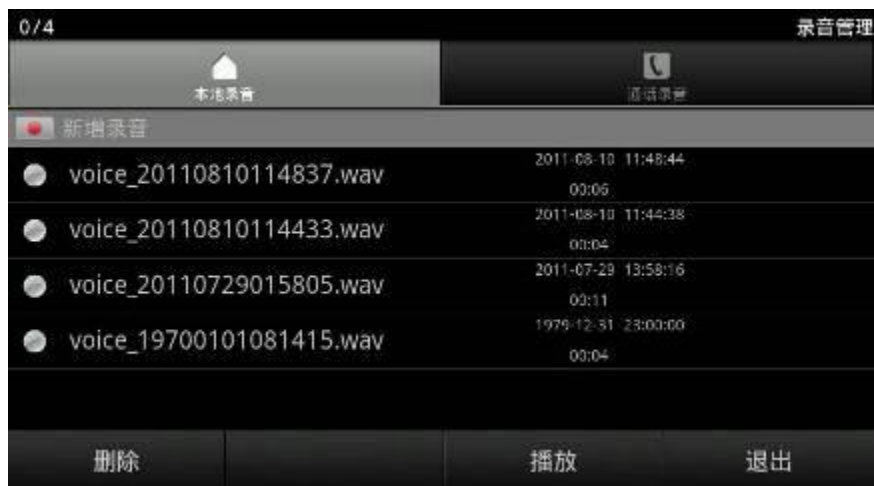 0/4
录音管理
本地录音
通话录音
新增录音
voice_20110810114837.wav
2011-08-10 11:48:44
00:06
voice_20110810114433.wav
2011-08-10 11:44:38
00:04
voice_20110729015805.wav
2011-07-29 13:58:16
00:11
voice_19700101081415.wav
1979-12-31 23:00:00
00:04
删除
播放
退出